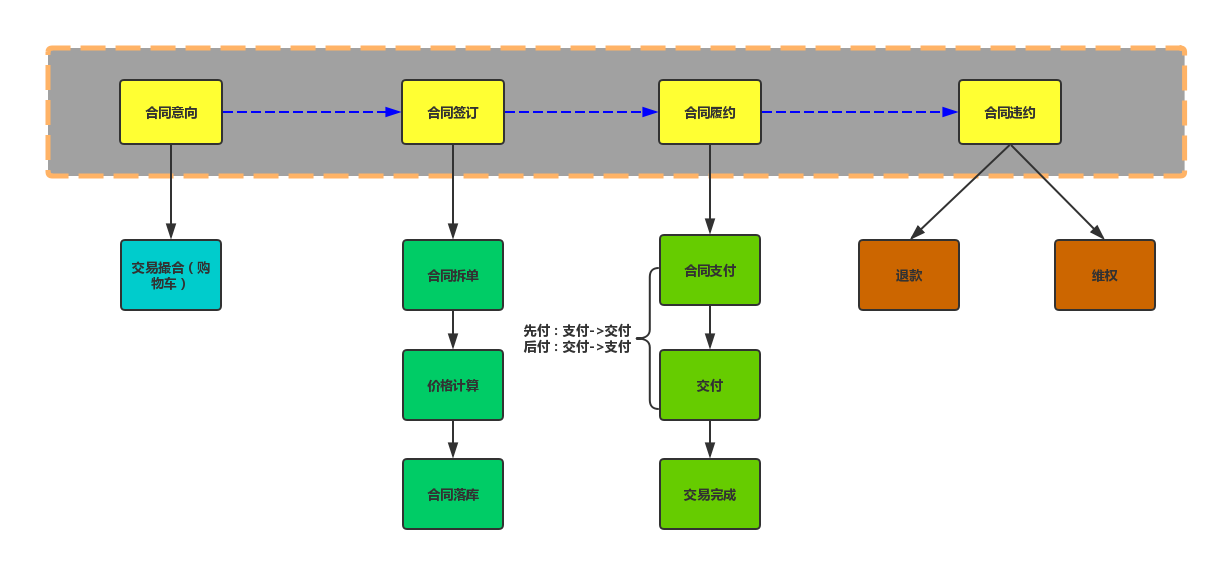 合同意向
合同签订
合同履约
合同违约
交易撮合（购
物车）
合同拆单
合同支付
退款
维权
先付：支付->交付
后付：交付->支付
价格计算
交付
合同落库
交易完成